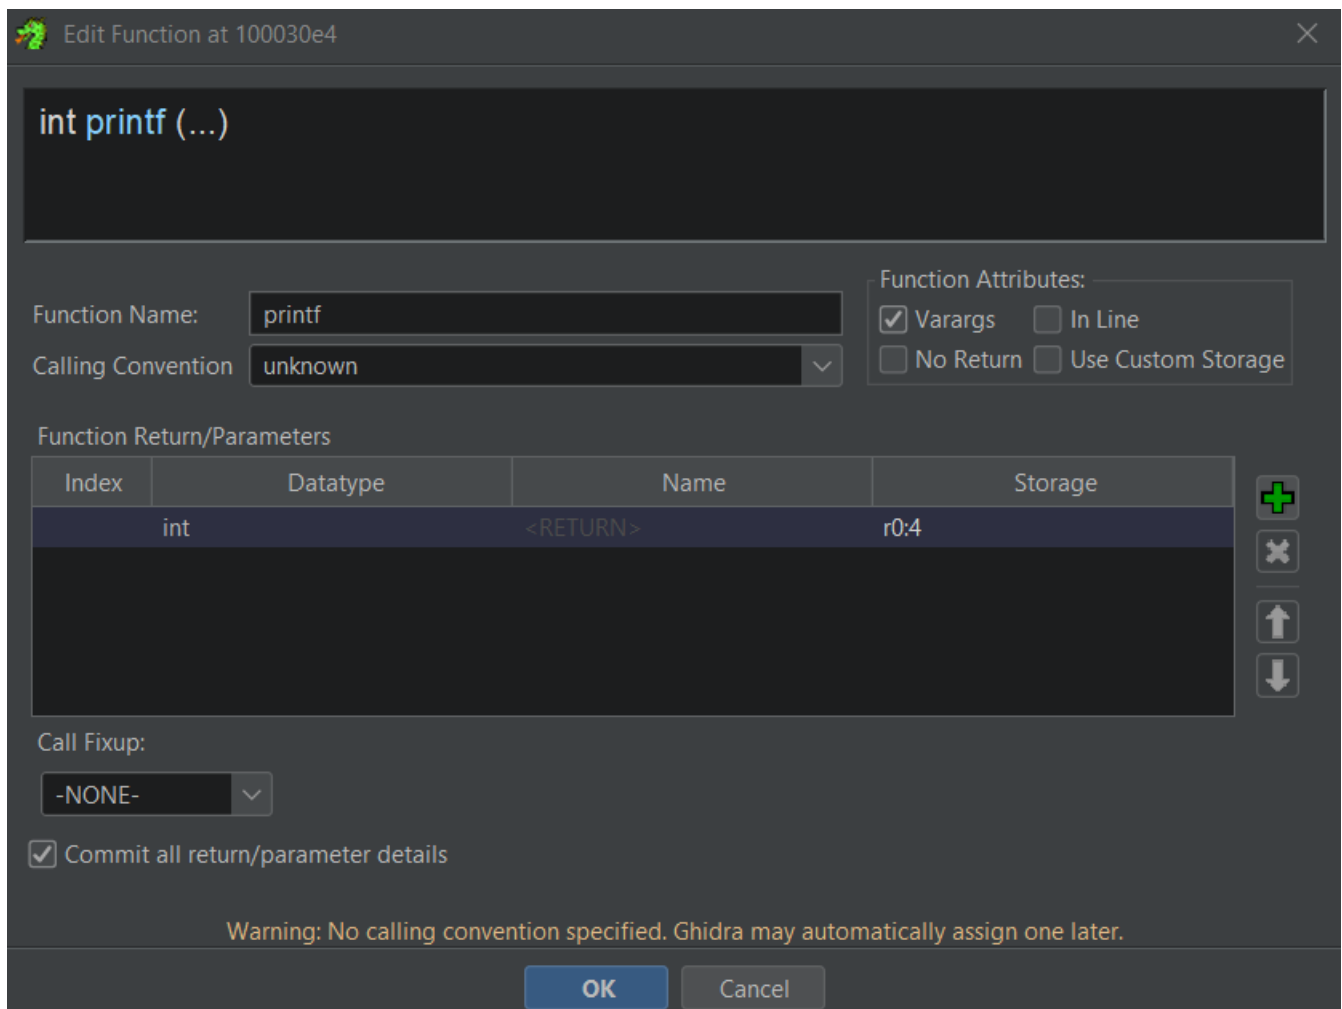 Edit Function at 100030e4
int printf (...)
Function Attributes:
Function Name: printf
Varargs In Line
Calling Convention unknown
No Return Use Custom Storage
Function Return/Parameters
Index Datatype Name Storage
int <RETURN> r0:4
Call Fixup:
-NONE-
Commit all return/parameter details
Warning: No calling convention specified. Ghidra may automatically assign one later.
OK Cancel